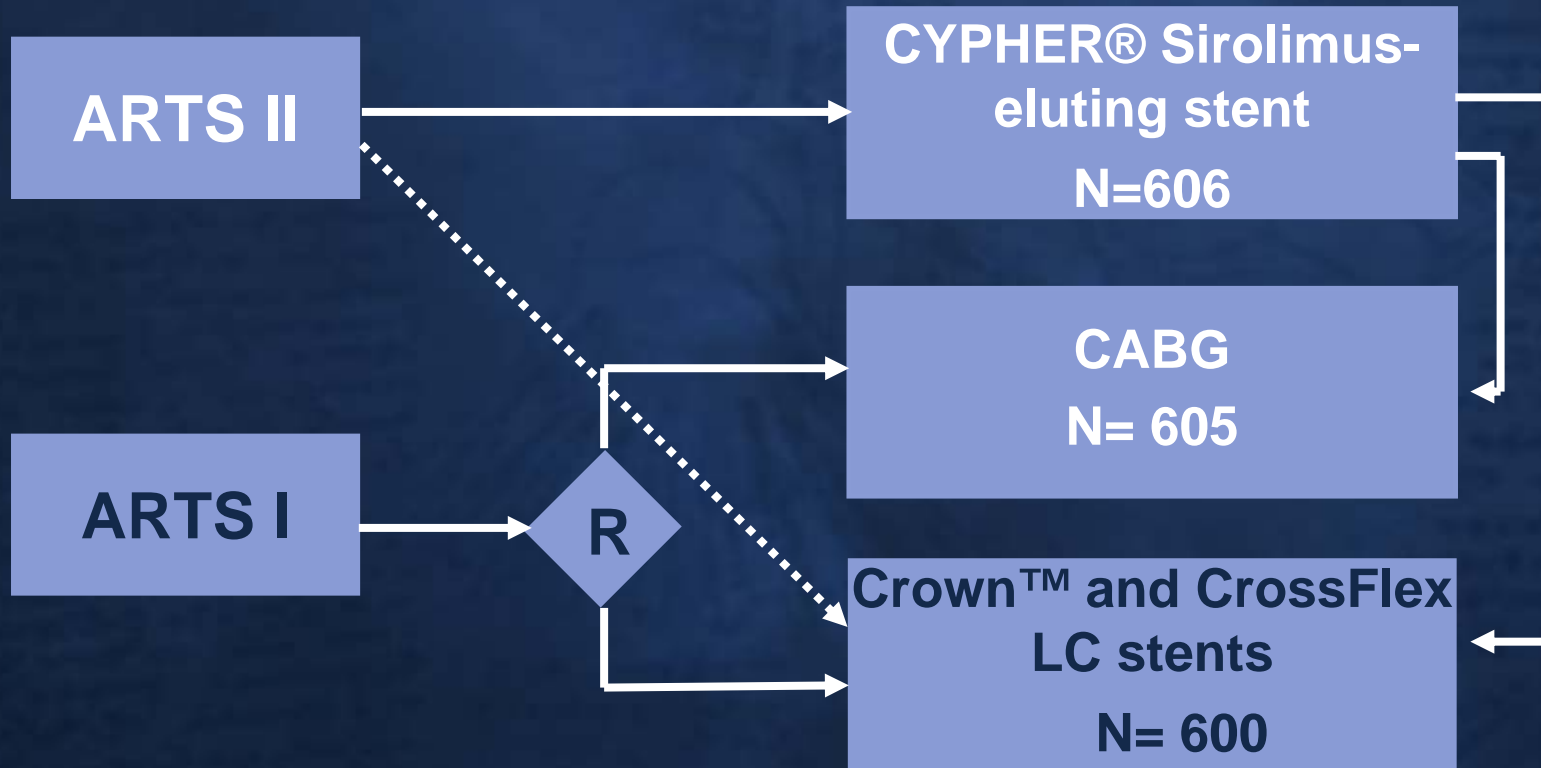 ARTS II
CYPHER® Sirolimus-
eluting stent
N=606
CABG
N= 605
ARTS I
R
Crown™ and CrossFlex
LC stents
N= 600